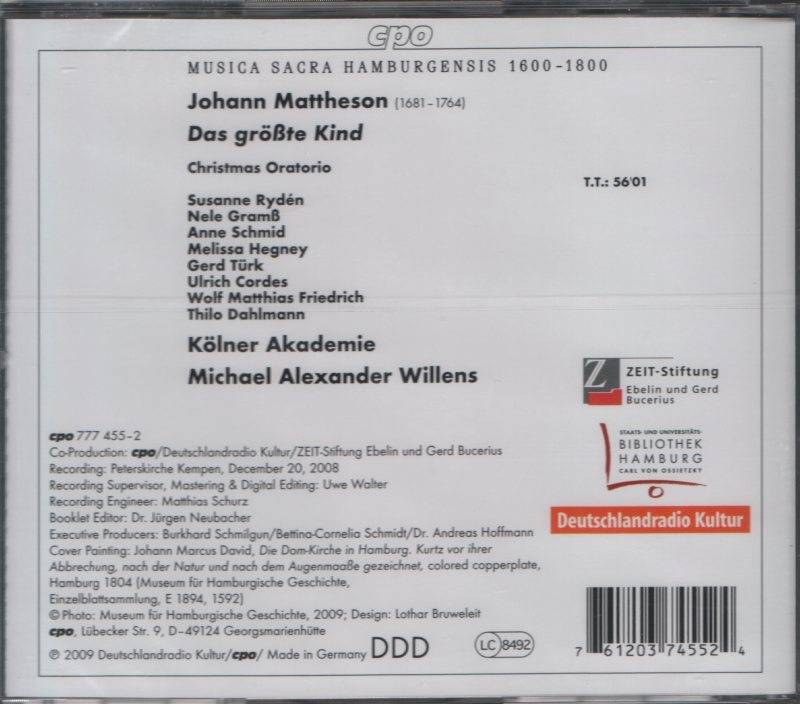 cpo
MUSICA SACRA HAMBURGENSIS 1600-1800
Johann Mattheson (1681-1764)
Das größte Kind
Christmas Oratorio
T.T.: 56'01
Susanne Rydén
Nele Gramß
Anne Schmid
Melissa Hegney
Gerd Türk
Ulrich Cordes
Wolf Matthias Friedrich
Thilo Dahlmann
Kölner Akademie
Michael Alexander Willens
Z ZEIT-Stiftung
Ebelin und Gerd
Bucerius
STAATS- UND UNIVERSITÄTS-
BIBLIOTHEK
HAMBURG
CARL VON OSSIETZKY
Deutschlandradio Kultur
cpo 777 455-2
Co-Production: cpo/Deutschlandradio Kultur/ZEIT-Stiftung Ebelin und Gerd Bucerius
Recording: Peterskirche Kempen, December 20, 2008
Recording Supervisor, Mastering & Digital Editing: Uwe Walter
Recording Engineer: Matthias Schurz
Booklet Editor: Dr. Jürgen Neubacher
Executive Producers: Burkhard Schmilgun/Bettina-Cornelia Schmidt/Dr. Andreas Hoffmann
Cover Painting: Johann Marcus David, Die Dom-Kirche in Hamburg. Kurtz vor ihrer
Abbrechung, nach der Natur und nach dem Augenmaaße gezeichnet, colored copperplate,
Hamburg 1804 (Museum für Hamburgische Geschichte,
Einzelblattsammlung, E 1894, 1592)
© Photo: Museum für Hamburgische Geschichte, 2009; Design: Lothar Bruweleit
cpo, Lübecker Str. 9, D-49124 Georgsmarienhütte
℗ 2009 Deutschlandradio Kultur/cpo/ Made in Germany DDD
LC 8492
7 61203 74552 4